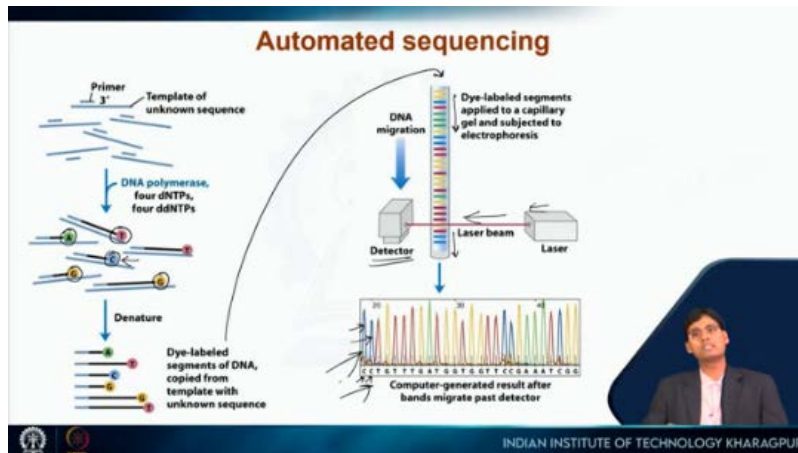 Automated sequencing
Primer
3'
Template of
unknown sequence
DNA polymerase,
four dNTPs,
four ddNTPs
A
T
T
C
G
G
Denature
A
T
C
G
G
T
Dye-labeled
segments of DNA,
copied from
template with
unknown sequence
DNA
migration
Dye-labeled segments
applied to a capillary
gel and subjected to
electrophoresis
Detector
Laser beam
Laser
20 30 40
CCTGTTTGATGGTGGTTCCGAAATCGG
Computer-generated result after
bands migrate past detector
INDIAN INSTITUTE OF TECHNOLOGY KHARAGPUR